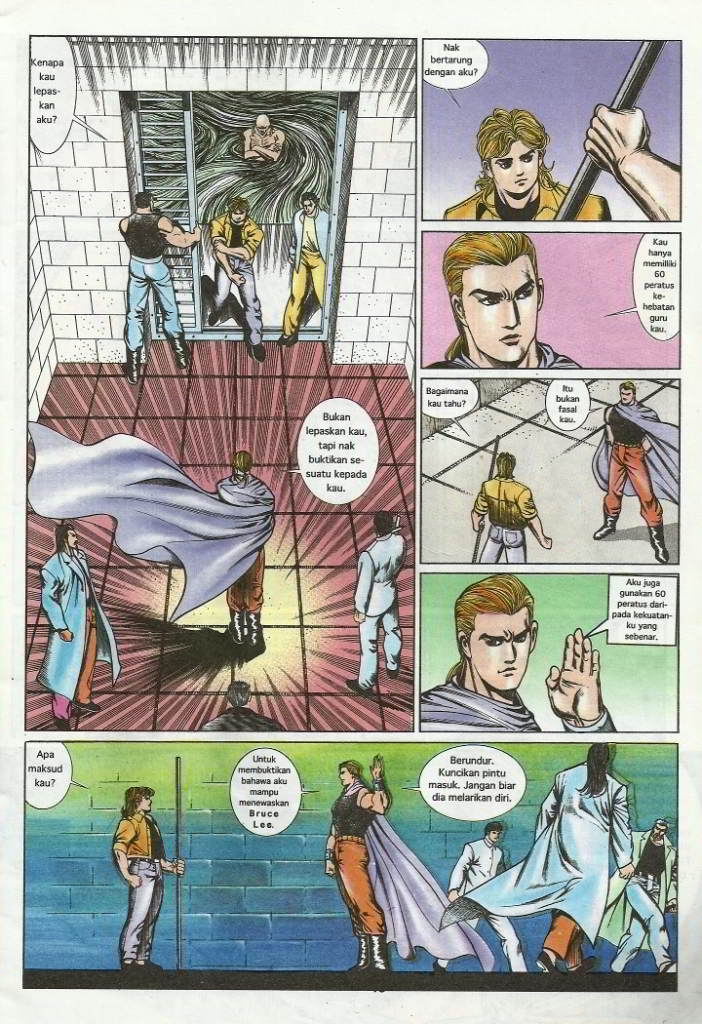 Kenapa
kau
lepas-
kan
aku?
Bukan
lepaskan kau,
tapi nak
buktikan se-
suatu kepada
kau.
Nak
bertarung
dengan aku?
Kau
hanya
memilliki
60
peratus
ke-
hebatan
guru
kau.
Bagaimana
kau tahu?
Itu
bukan
fasal
kau.
Aku juga
gunakan 60
peratus dari-
pada kekuatan-
ku yang
sebenar.
Apa
maksud
kau?
Untuk
membuktikan
bahawa aku
mampu
menewaskan
Bruce
Lee.
Berundur.
Kuncikan pintu
masuk. Jangan biar
dia melarikan diri.